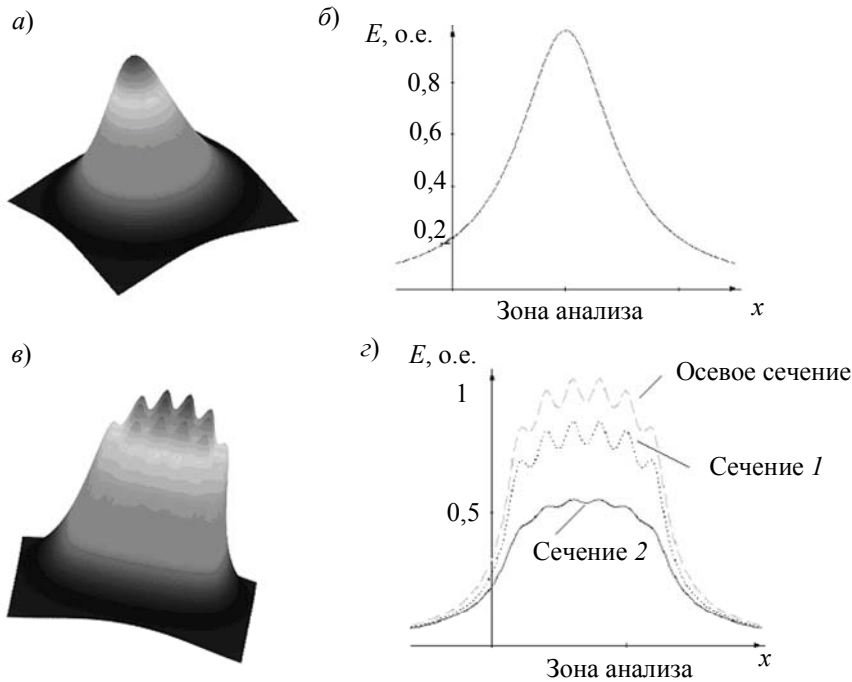 а)
б)
E, о.е.
0,8
0,6
0,4
0,2
Зона анализа
x
в)
г)
E, о.е.
1
0,5
Осевое сечение
Сечение 1
Сечение 2
Зона анализа
x